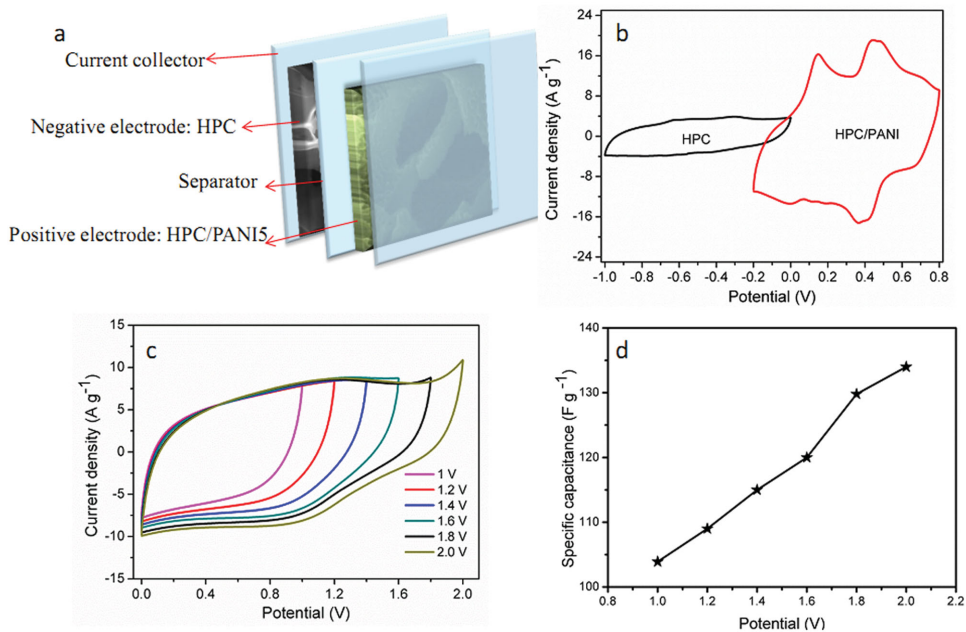 a
Current collector
Negative electrode: HPC
Separator
Positive electrode: HPC/PANI5
b
24
16
8
0
-8
-16
-24
Current density (A g⁻¹)
HPC
HPC/PANI
-1.0 -0.8 -0.6 -0.4 -0.2 0.0 0.2 0.4 0.6 0.8
Potential (V)
c
15
10
5
0
-5
-10
-15
Current density (A g⁻¹)
1 V
1.2 V
1.4 V
1.6 V
1.8 V
2.0 V
0.0 0.4 0.8 1.2 1.6 2.0
Potential (V)
d
140
130
120
110
100
Specific capacitance (F g⁻¹)
1.0 1.2 1.4 1.6 1.8 2.0 2.2
Potential (V)